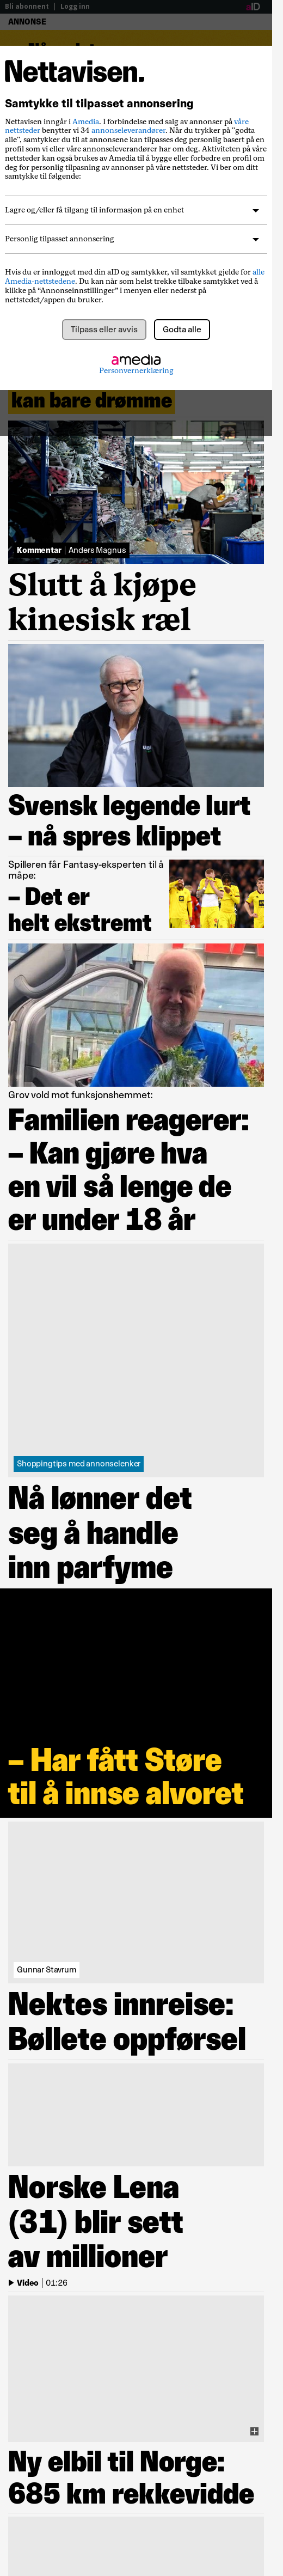 Bli abonnent | Logg inn
aID
ANNONSE
Nettavisen.
Samtykke til tilpasset annonsering
Nettavisen inngår i Amedia. I forbindelse med salg av annonser på våre
nettsteder benytter vi 34 annonseleverandører. Når du trykker på "godta
alle", samtykker du til at annonsene kan tilpasses deg personlig basert på en
profil som vi eller våre annonseleverandører har om deg. Aktiviteten på våre
nettsteder kan også brukes av Amedia til å bygge eller forbedre en profil om
deg for personlig tilpasning av annonser på våre nettsteder. Vi ber om ditt
samtykke til følgende:
Lagre og/eller få tilgang til informasjon på en enhet
Personlig tilpasset annonsering
Hvis du er innlogget med din aID og samtykker, vil samtykket gjelde for alle
Amedia-nettstedene. Du kan når som helst trekke tilbake samtykket ved å
klikke på “Annonseinnstillinger” i menyen eller nederst på
nettstedet/appen du bruker.
Tilpass eller avvis
Godta alle
amedia
Personvernerklæring
kan bare drømme
Kommentar | Anders Magnus
Slutt å kjøpe
kinesisk ræl
Svensk legende lurt
– nå spres klippet
Spilleren får Fantasy-eksperten til å
måpe:
– Det er
helt ekstremt
Grov vold mot funksjonshemmet:
Familien reagerer:
– Kan gjøre hva
en vil så lenge de
er under 18 år
Shoppingtips med annonselenker
Nå lønner det
seg å handle
inn parfyme
– Har fått Støre
til å innse alvoret
Gunnar Stavrum
Nektes innreise:
Bøllete oppførsel
Norske Lena
(31) blir sett
av millioner
Video | 01:26
Ny elbil til Norge:
685 km rekkevidde